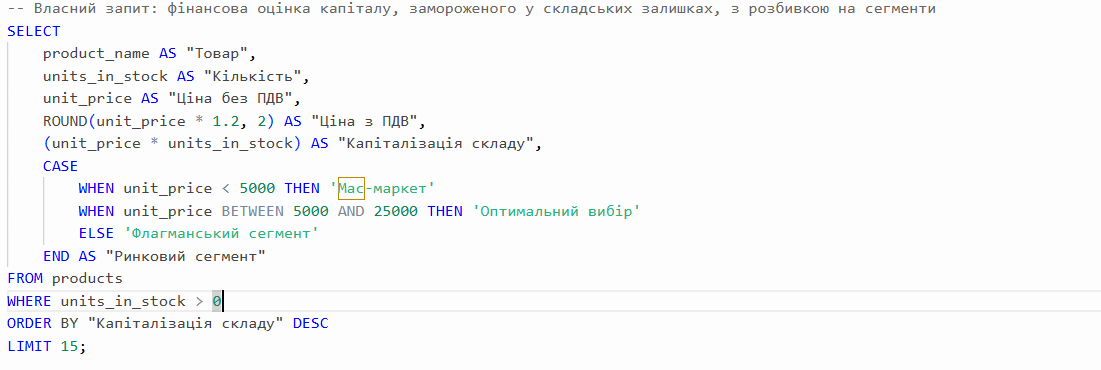 -- Власний запит: фінансова оцінка капіталу, замороженого у складських залишках, з розбивкою на сегменти
SELECT
product_name AS "Товар",
units_in_stock AS "Кількість",
unit_price AS "Ціна без ПДВ",
ROUND(unit_price * 1.2, 2) AS "Ціна з ПДВ",
(unit_price * units_in_stock) AS "Капіталізація складу",
CASE
WHEN unit_price < 5000 THEN 'Мас-маркет'
WHEN unit_price BETWEEN 5000 AND 25000 THEN 'Оптимальний вибір'
ELSE 'Флагманський сегмент'
END AS "Ринковий сегмент"
FROM products
WHERE units_in_stock > 0
ORDER BY "Капіталізація складу" DESC
LIMIT 15;